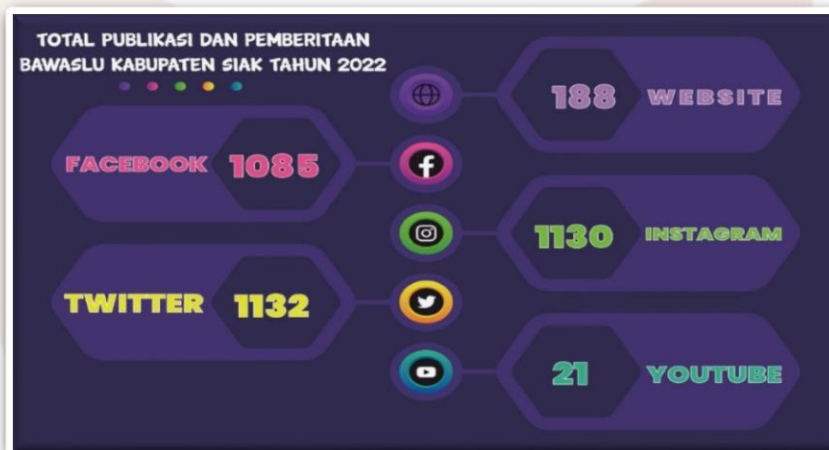 TOTAL PUBLIKASI DAN PEMBERITAAN
BAWASLU KABUPATEN SIAK TAHUN 2022
188 WEBSITE
FACEBOOK 1085
1130 INSTAGRAM
TWITTER 1132
21 YOUTUBE